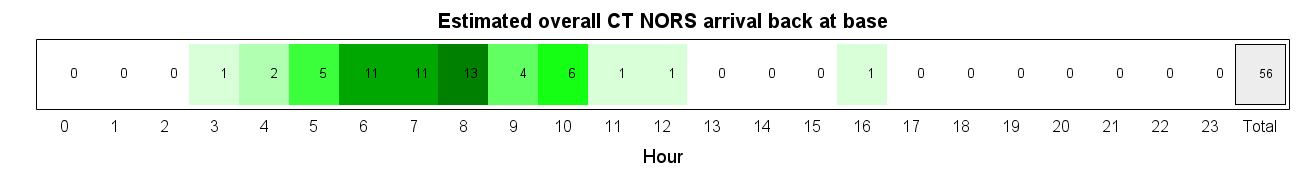 Estimated overall CT NORS arrival back at base
0 0 0 1 2 5 11 11 13 4 6 1 1 0 0 0 1 0 0 0 0 0 0 0 56
0 1 2 3 4 5 6 7 8 9 10 11 12 13 14 15 16 17 18 19 20 21 22 23 Total
Hour